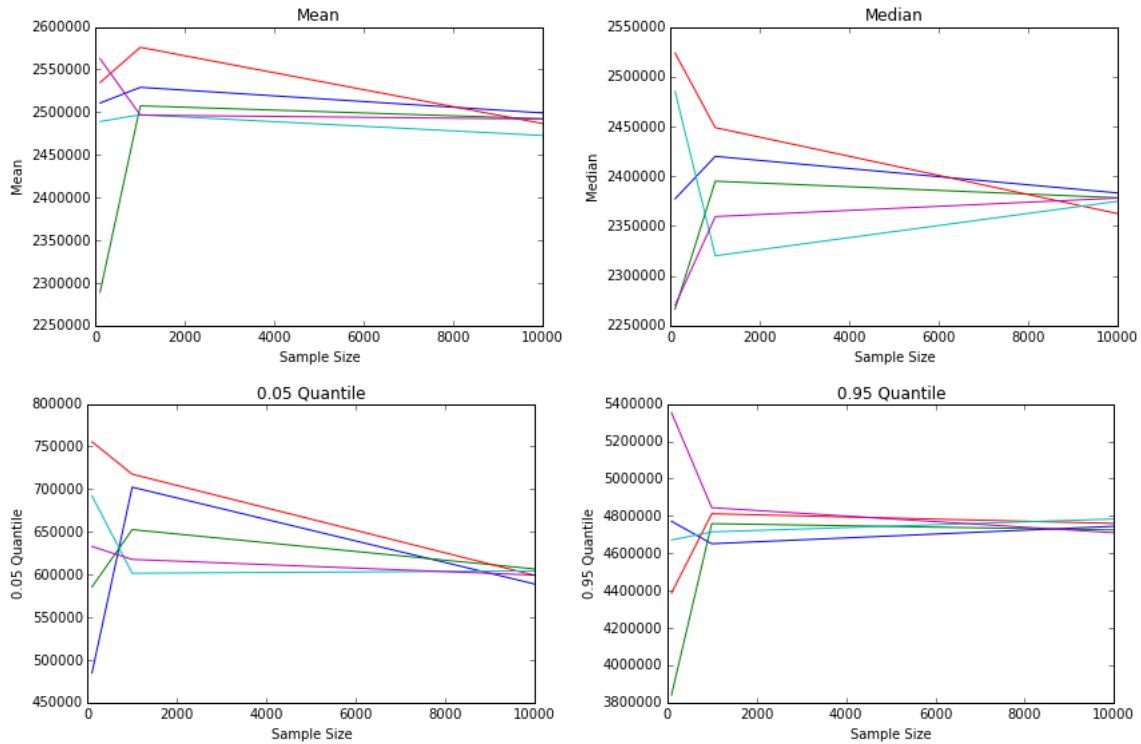 Mean
2600000
2550000
2500000
2450000
2400000
2350000
2300000
2250000
Mean
0 2000 4000 6000 8000 10000
Sample Size
Median
2550000
2500000
2450000
2400000
2350000
2300000
2250000
Median
0 2000 4000 6000 8000 10000
Sample Size
0.05 Quantile
800000
750000
700000
650000
600000
550000
500000
450000
0.05 Quantile
0 2000 4000 6000 8000 10000
Sample Size
0.95 Quantile
5400000
5200000
5000000
4800000
4600000
4400000
4200000
4000000
3800000
0.95 Quantile
0 2000 4000 6000 8000 10000
Sample Size